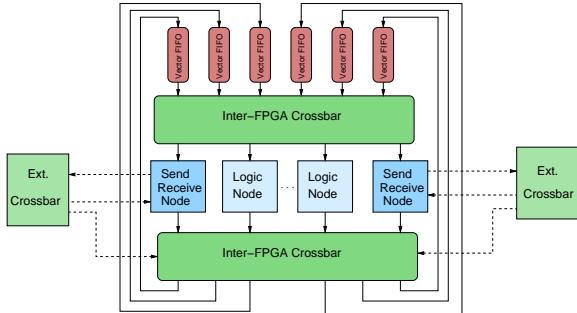 Vector FIFO
Vector FIFO
Vector FIFO
Vector FIFO
Vector FIFO
Vector FIFO
Inter−FPGA Crossbar
Ext.
Crossbar
Send
Receive
Node
Logic
Node
Logic
Node
Send
Receive
Node
Ext.
Crossbar
Inter−FPGA Crossbar